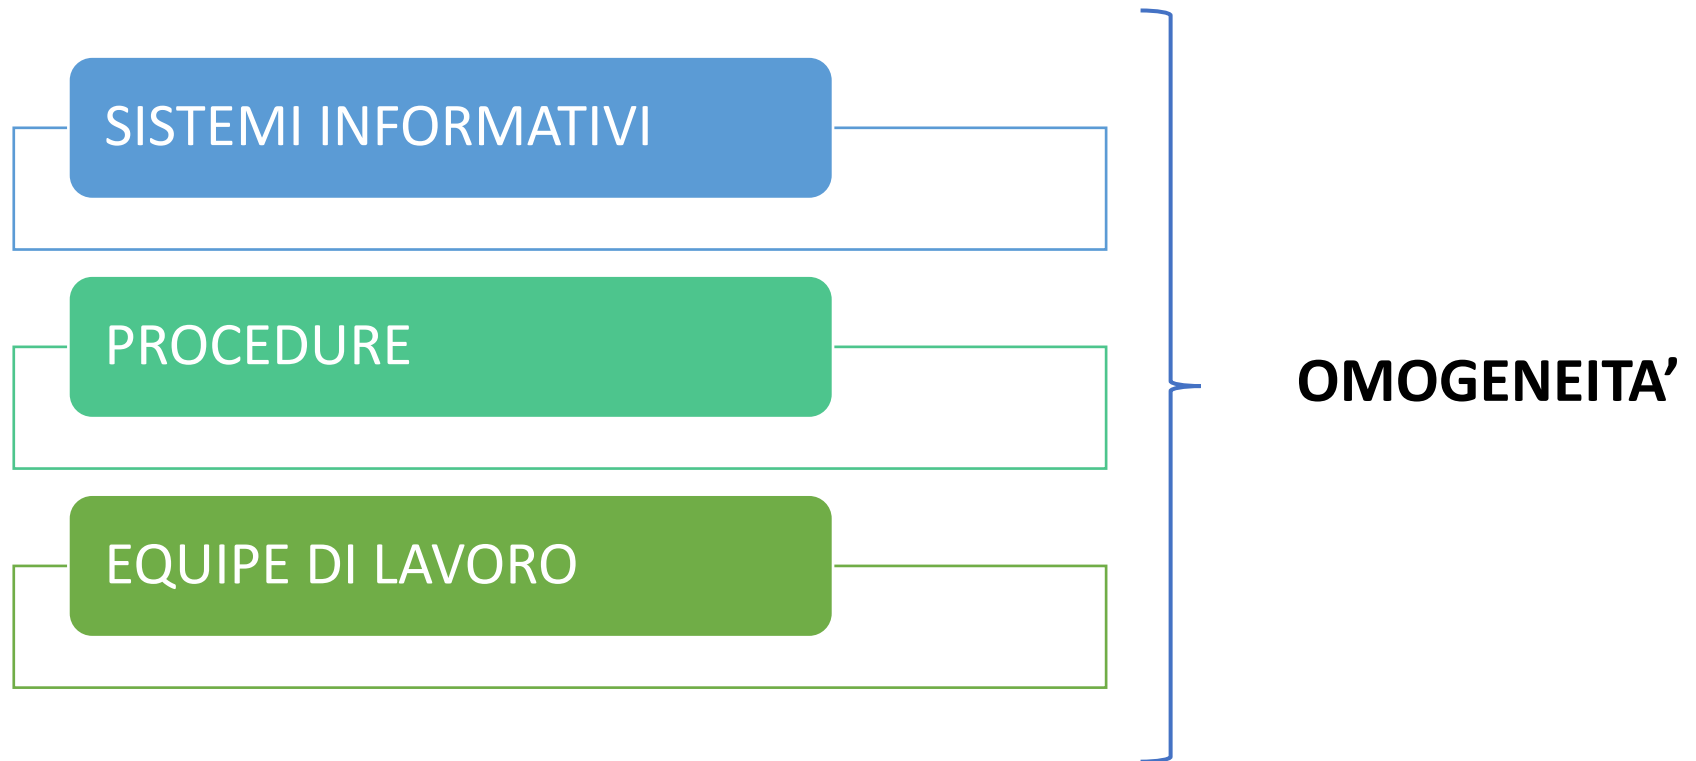 SISTEMI INFORMATIVI
PROCEDURE
EQUIPE DI LAVORO
OMOGENEITA’